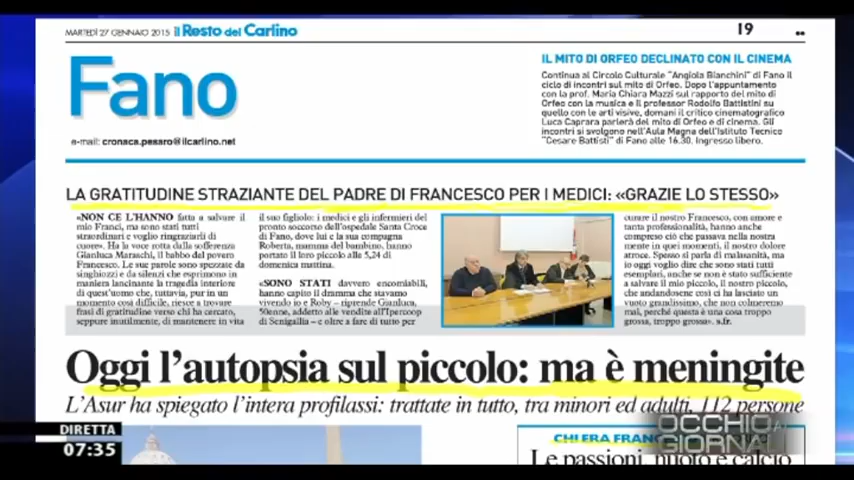 MARTEDÌ 27 GENNAIO 2015 il Resto del Carlino
19
Fano
e-mail: cronaca.pesaro@ilcarlino.net
IL MITO DI ORFEO DECLINATO CON IL CINEMA
Continua al Circolo Culturale "Angiola Bianchini" di Fano il
ciclo di incontri sul mito di Orfeo. Dopo l'appuntamento
con la prof. Maria Chiara Mazzi sul rapporto del mito di
Orfeo con la musica e il professor Rodolfo Battistini su
quello con le arti visive, domani il critico cinematografico
Luca Caprara parlerà del mito di Orfeo e di cinema. Gli
incontri si svolgono nell'Aula Magna dell'Istituto Tecnico
"Cesare Battisti" di Fano alle 16.30. Ingresso libero.
LA GRATITUDINE STRAZIANTE DEL PADRE DI FRANCESCO PER I MEDICI: «GRAZIE LO STESSO»
«NON CE L'HANNO fatta a salvare il
mio Franci, ma sono stati tutti
straordinari e voglio ringraziarli di
cuore». Ha la voce rotta dalla sofferenza
Gianluca Maraschi, il babbo del povero
Francesco. Le sue parole sono spezzate da
singhiozzi e da silenzi che esprimono in
maniera lancinante la tragedia interiore
di quest'uomo che, tuttavia, pur in un
momento così difficile, riesce a trovare
frasi di gratitudine verso chi ha cercato,
seppure inutilmente, di mantenere in vita
il suo figliolo: i medici e gli infermieri del
pronto soccorso dell'ospedale Santa Croce
di Fano, dove lui e la sua compagna
Roberta, mamma del bambino, hanno
portato il loro piccolo alle 5,24 di
domenica mattina.
«SONO STATI davvero encomiabili,
hanno capito il dramma che stavamo
vivendo io e Roby – riprende Gianluca,
50enne, addetto alle vendite all'Ipercoop
di Senigallia – e oltre a fare di tutto per
curare il nostro Francesco, con amore e
tanta professionalità, hanno anche
compreso ciò che passava nella nostra
mente in quei momenti, il nostro dolore
atroce. Spesso si parla di malasanità, ma
io oggi voglio dire che sono stati tutti
esemplari, anche se non è stato sufficiente
a salvare il mio piccolo, il nostro piccolo,
che andandosene così ci ha lasciato un
vuoto grandissimo, che non colmeremo
mai, perché questa è una cosa troppo
grossa, troppo grossa». s.fr.
Oggi l'autopsia sul piccolo: ma è meningite
L'Asur ha spiegato l'intera profilassi: trattate in tutto, tra minori ed adulti, 112 persone
CHI ERA FRANC
Le passioni, nuoto e calcio
OCCHIO AI
GIORNALI
DIRETTA
07:35